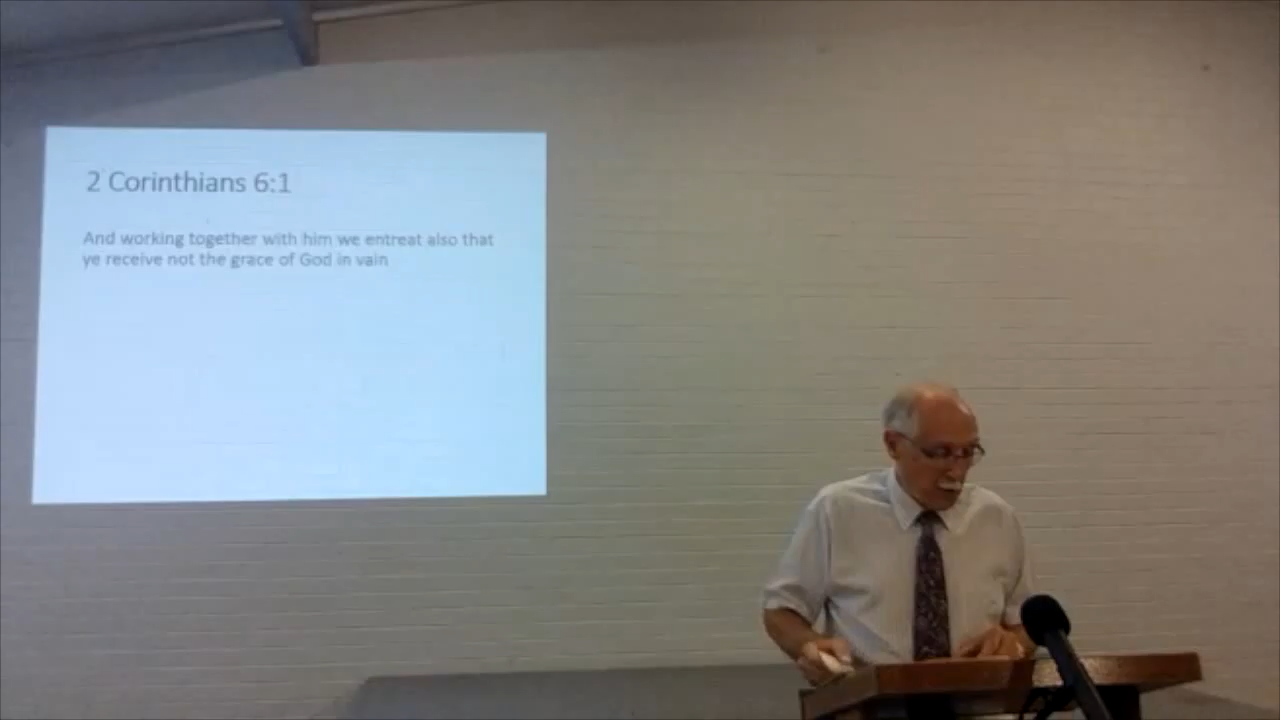 2 Corinthians 6:1
And working together with him we entreat also that
ye receive not the grace of God in vain